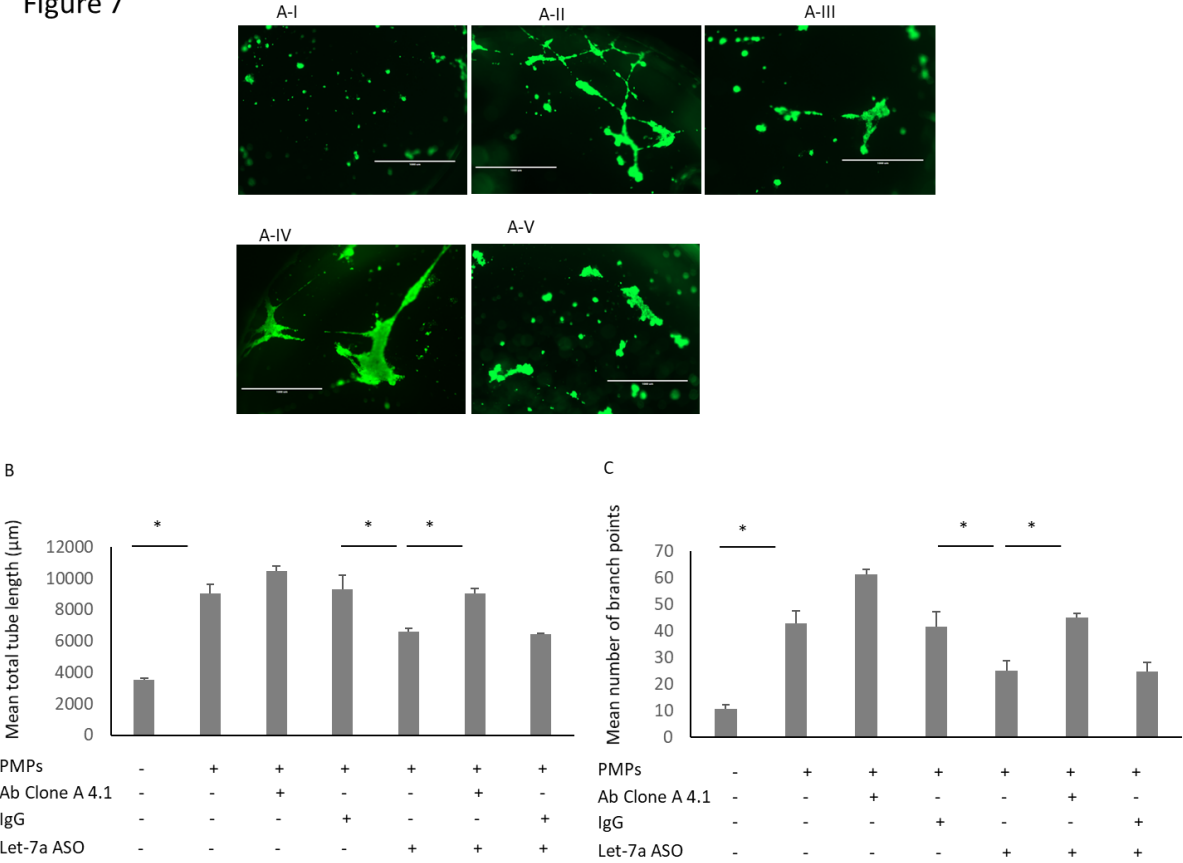 Figure 7
A-I A-II A-III
A-IV A-V
B
C
Mean total tube length (µm)
* * *
12000
10000
8000
6000
4000
2000
0
PMPs - + + + + + +
Ab Clone A 4.1 - - + - - + -
IgG - - - + - - +
Let-7a ASO - - - - + + +
Mean number of branch points
* * *
70
60
50
40
30
20
10
0
PMPs - + + + + + +
Ab Clone A 4.1 - - + - - + -
IgG - - - + - - +
Let-7a ASO - - - - + + +